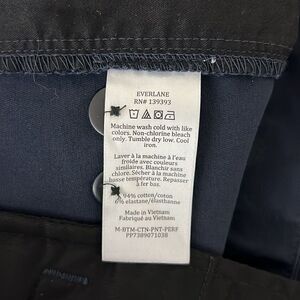 EVERLANE
RN# 139393
Machine wash cold with like
colors. Non-chlorine bleach
only. Tumble dry low. Cool
iron.
Laver à la machine à l'eau
froide avec couleurs
similaires. Blanchir sans
chlore. Sécher à la machine
basse température. Repasser
à fer bas.
94% cotton/coton
6% elastane/élasthanne
Made in Vietnam
Fabriqué au Vietnam
M-BTM-CTN-PNT-PERF
PP7389071038